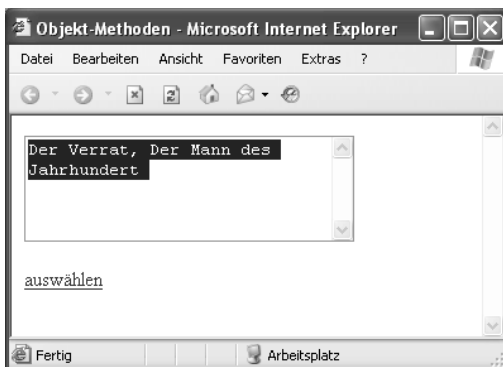 Objekt-Methoden - Microsoft Internet Explorer
Datei Bearbeiten Ansicht Favoriten Extras ?
Der Verrat, Der Mann des
Jahrhundert
auswählen
Fertig Arbeitsplatz